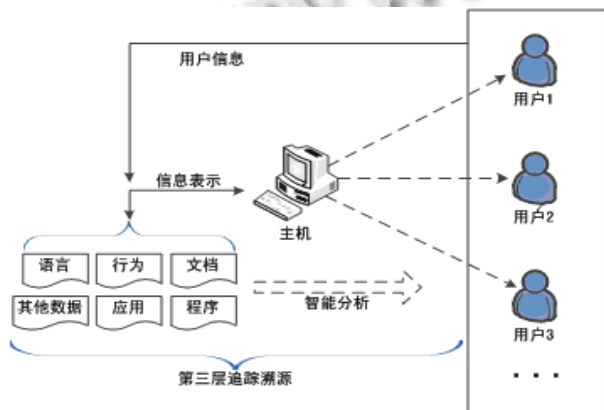 用户信息
用户1
信息表示
主机
用户2
语言
行为
文档
其他数据
应用
程序
智能分析
用户3
第三层追踪溯源
· · ·